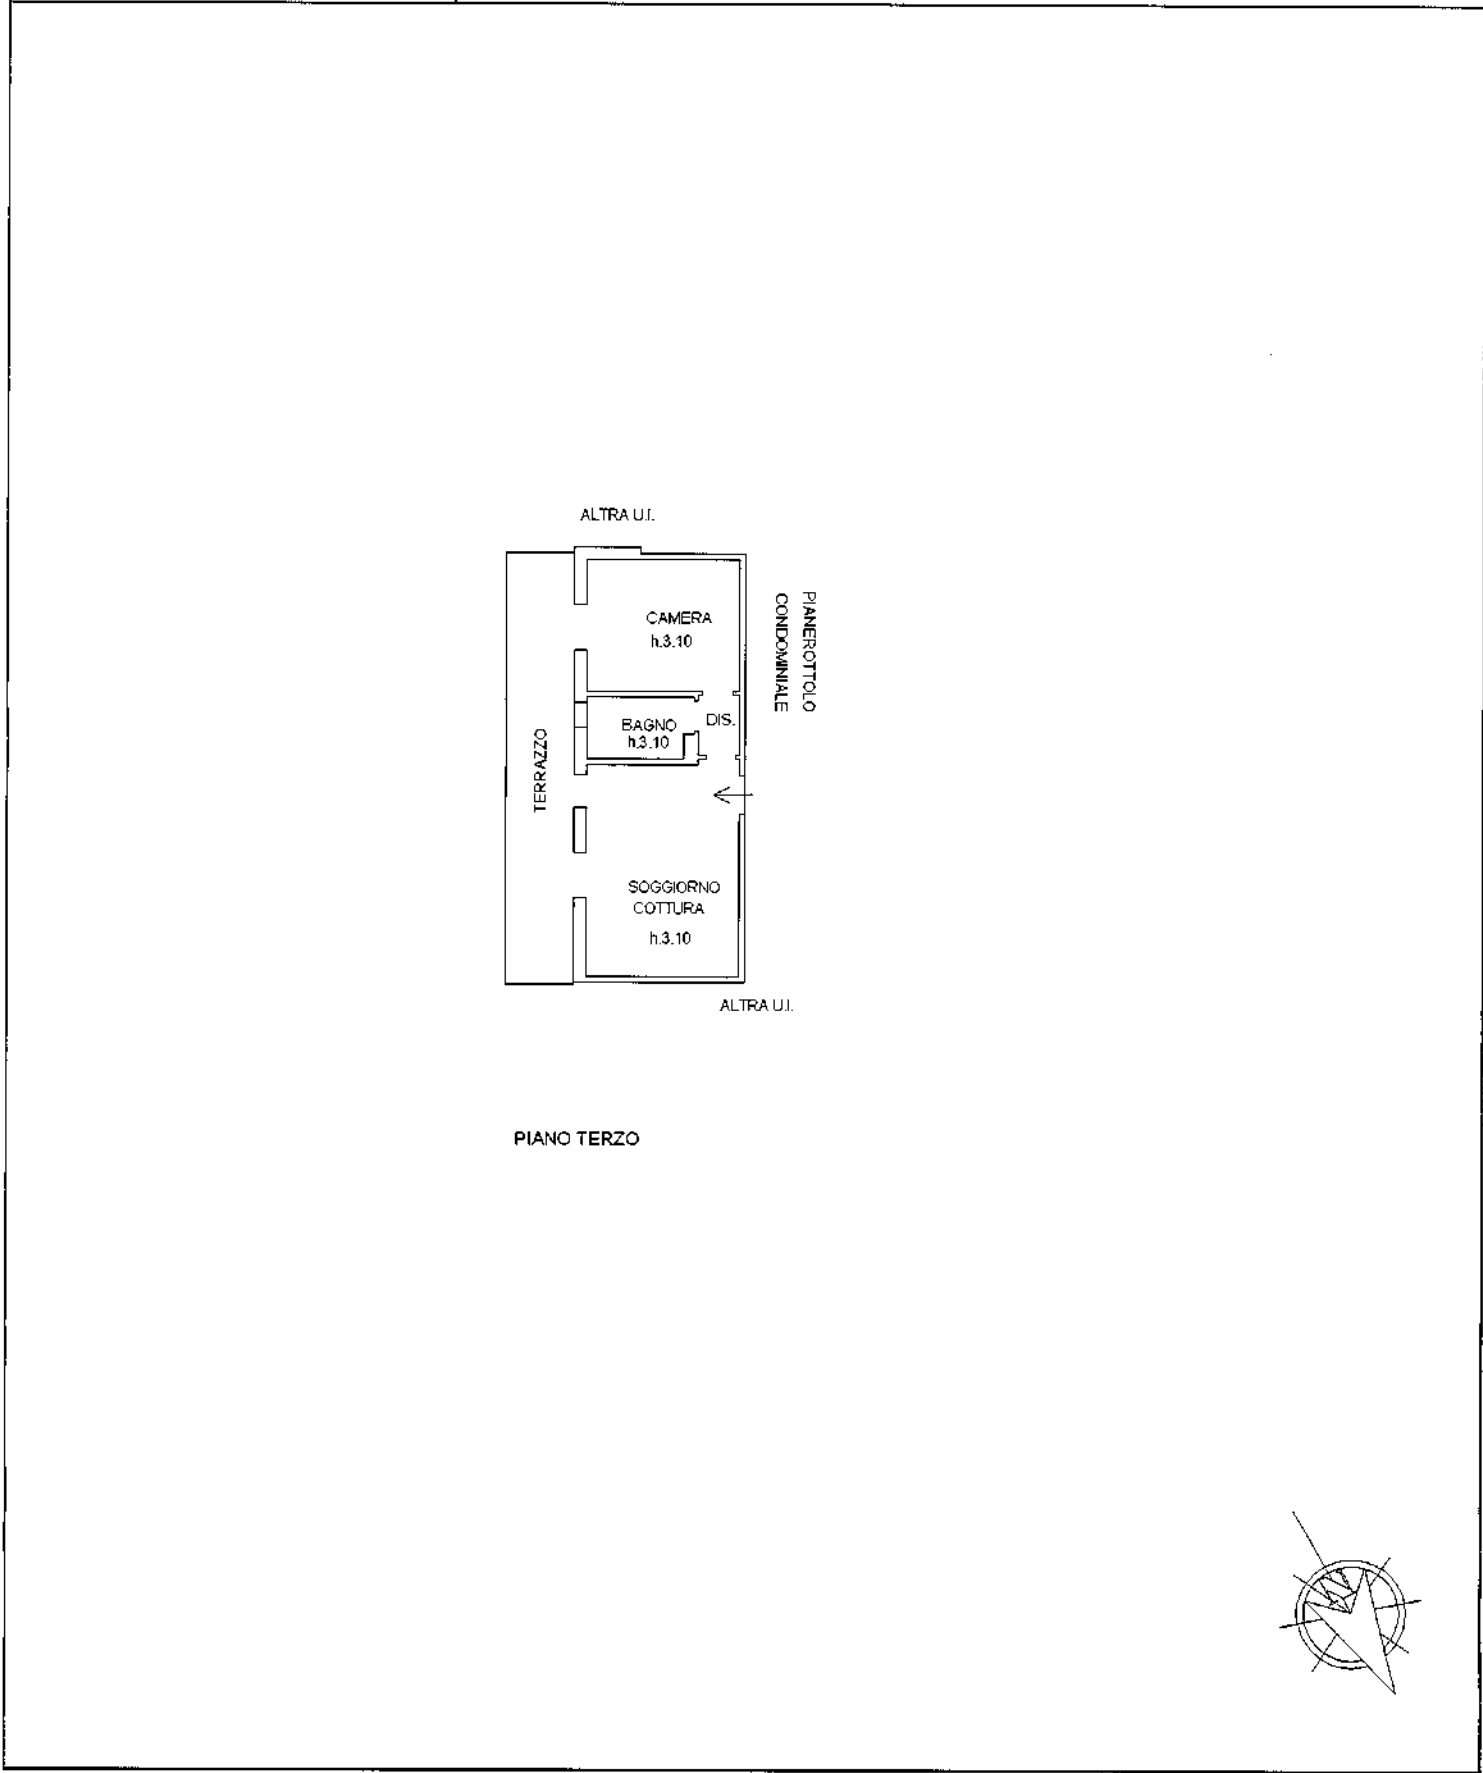 ALTRA U.I.
CAMERA
h.3.10
PIANEROTTOLO
CONDOMINIALE
BAGNO
h.3.10
DIS.
TERRAZZO
SOGGIORNO
COTTURA
h.3.10
ALTRA U.I.
PIANO TERZO